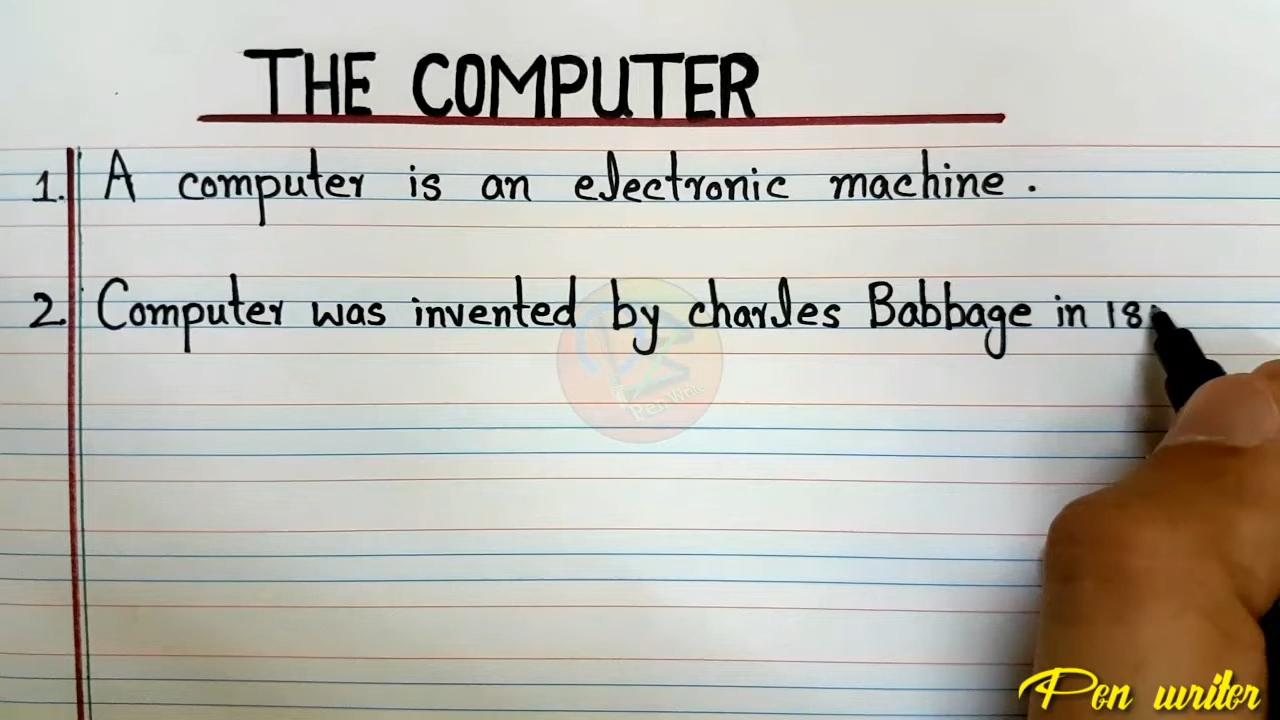 THE COMPUTER
1. A computer is an electronic machine.
2. Computer was invented by charles Babbage in 18
Pen writer